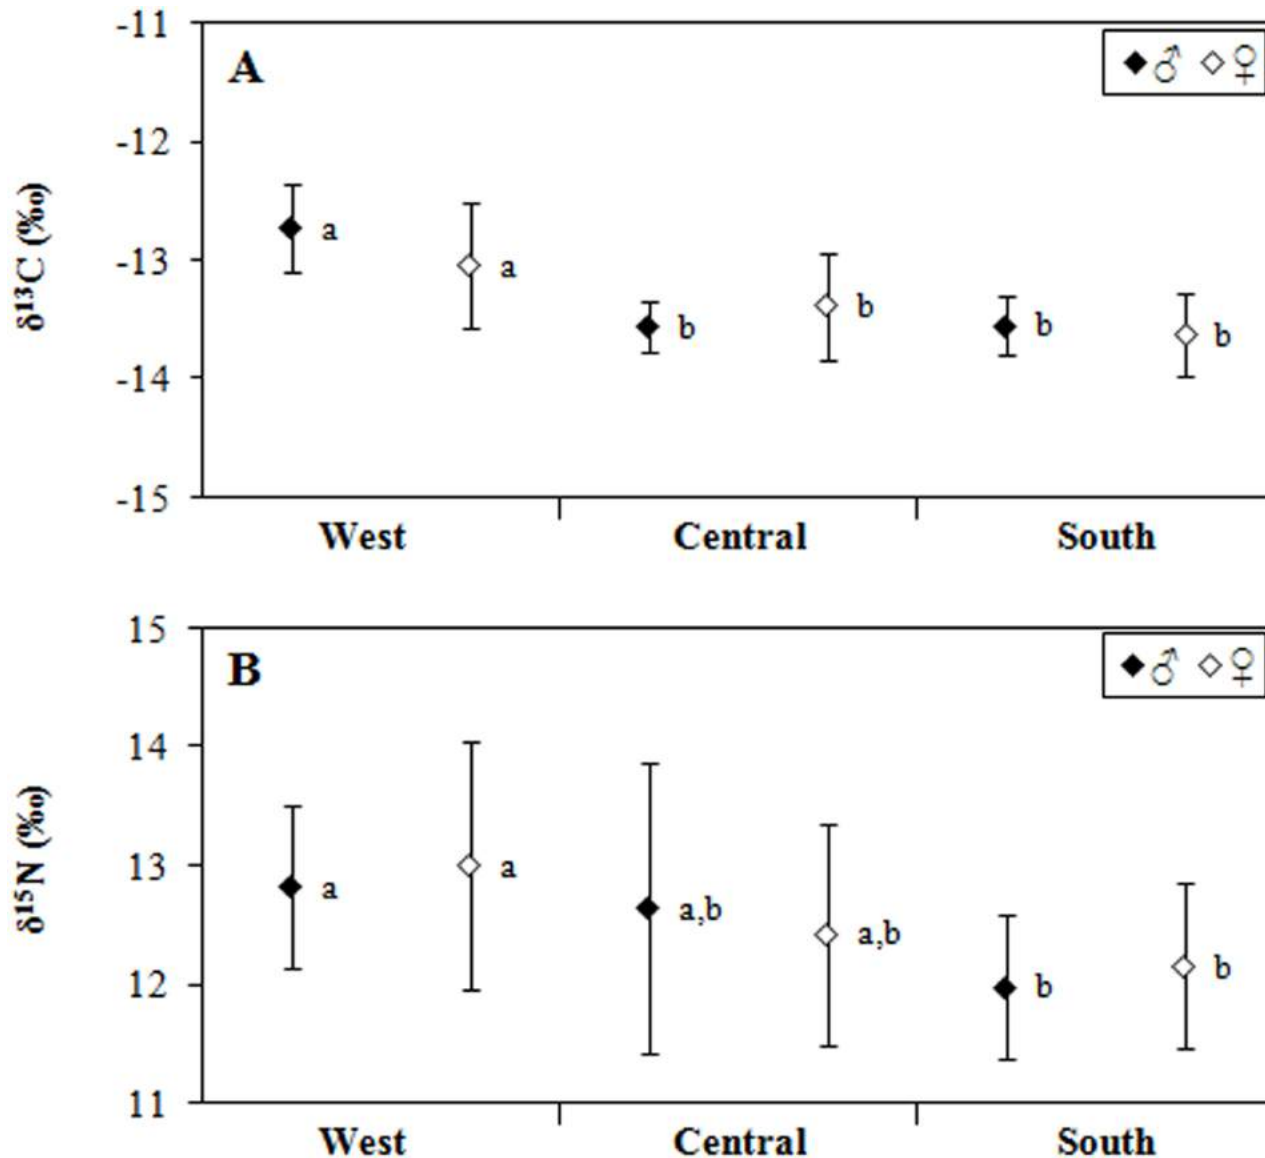 -11
A
♂ ♀
-12
δ¹³C (‰)
a
-13
a
b
b
b
b
-14
-15
West Central South
15
B
♂ ♀
14
δ¹⁵N (‰)
13
a
a
a,b
a,b
12
b
b
11
West Central South